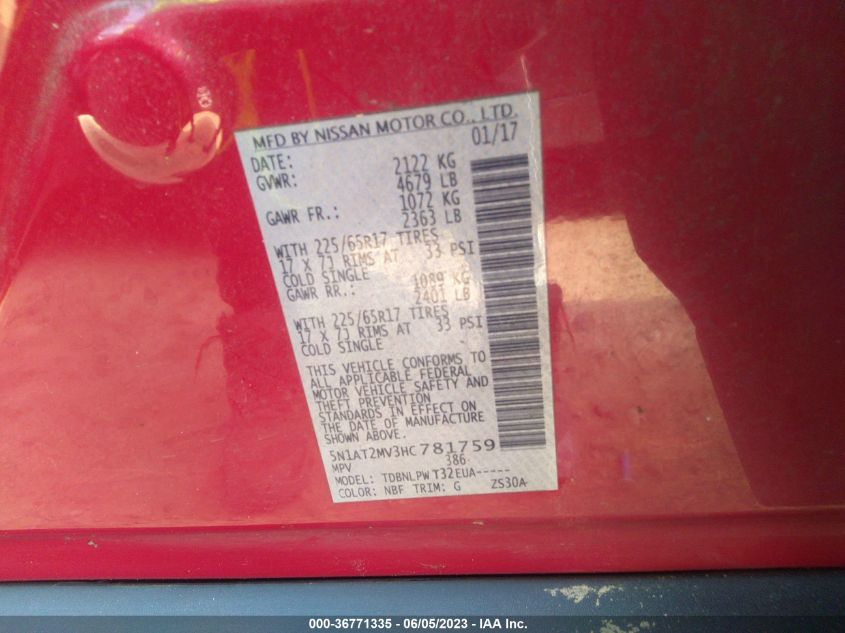 MFD BY NISSAN MOTOR CO., LTD.
DATE: 01/17
GVWR: 2122 KG
4679 LB
GAWR FR.: 1072 KG
2363 LB
WITH 225/65R17 TIRES
17 X 7J RIMS AT 33 PSI
COLD SINGLE
GAWR RR.: 1089 KG
2401 LB
WITH 225/65R17 TIRES
17 X 7J RIMS AT 33 PSI
COLD SINGLE
THIS VEHICLE CONFORMS TO
ALL APPLICABLE FEDERAL
MOTOR VEHICLE SAFETY AND
THEFT PREVENTION
STANDARDS IN EFFECT ON
THE DATE OF MANUFACTURE
SHOWN ABOVE.
5N1AT2MV3HC781759
MPV 386
MODEL: TDBNLPW T32EUA-----
COLOR: NBF TRIM: G ZS30A
000-36771335 - 06/05/2023 - IAA Inc.